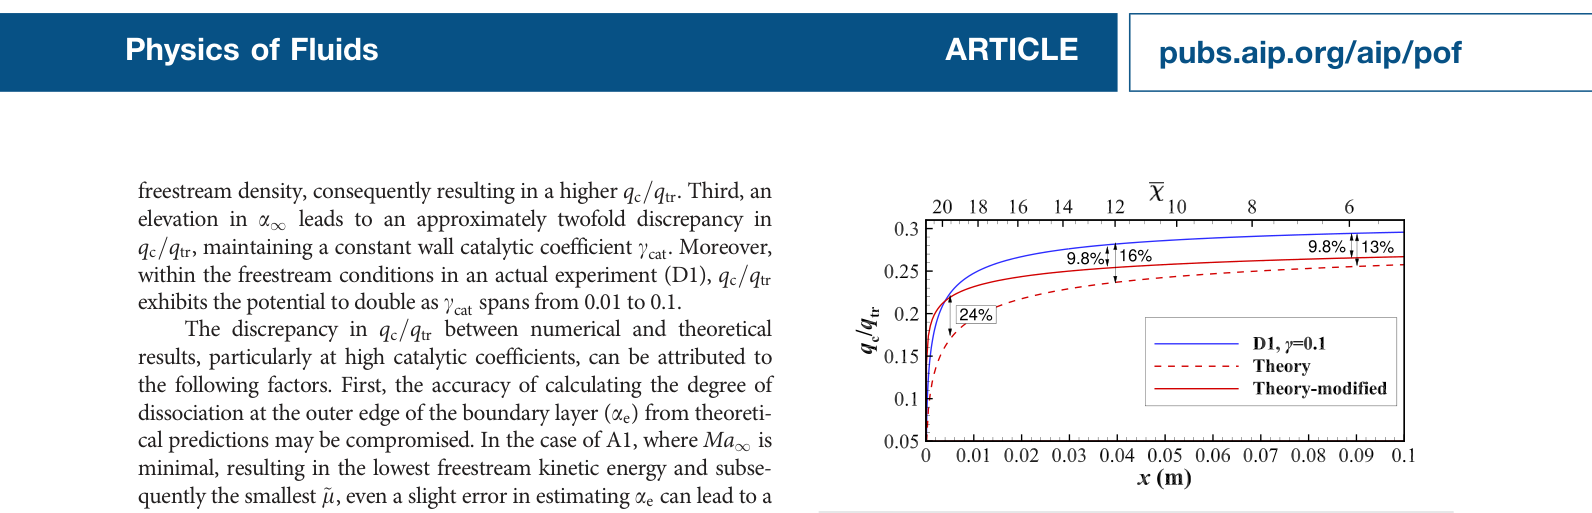 Physics of Fluids
ARTICLE
pubs.aip.org/aip/pof
freestream density, consequently resulting in a higher qc/qtr. Third, an
elevation in α∞ leads to an approximately twofold discrepancy in
qc/qtr, maintaining a constant wall catalytic coefficient γcat. Moreover,
within the freestream conditions in an actual experiment (D1), qc/qtr
exhibits the potential to double as γcat spans from 0.01 to 0.1.
The discrepancy in qc/qtr between numerical and theoretical
results, particularly at high catalytic coefficients, can be attributed to
the following factors. First, the accuracy of calculating the degree of
dissociation at the outer edge of the boundary layer (αe) from theoreti-
cal predictions may be compromised. In the case of A1, where Ma∞ is
minimal, resulting in the lowest freestream kinetic energy and subse-
quently the smallest μ̃, even a slight error in estimating αe can lead to a
χ̅
20 18 16 14 12 10 8 6
0.3
0.25
0.2
0.15
0.1
0.05
qc/qtr
9.8% 16%
9.8% 13%
24%
D1, γ=0.1
Theory
Theory-modified
0 0.01 0.02 0.03 0.04 0.05 0.06 0.07 0.08 0.09 0.1
x (m)